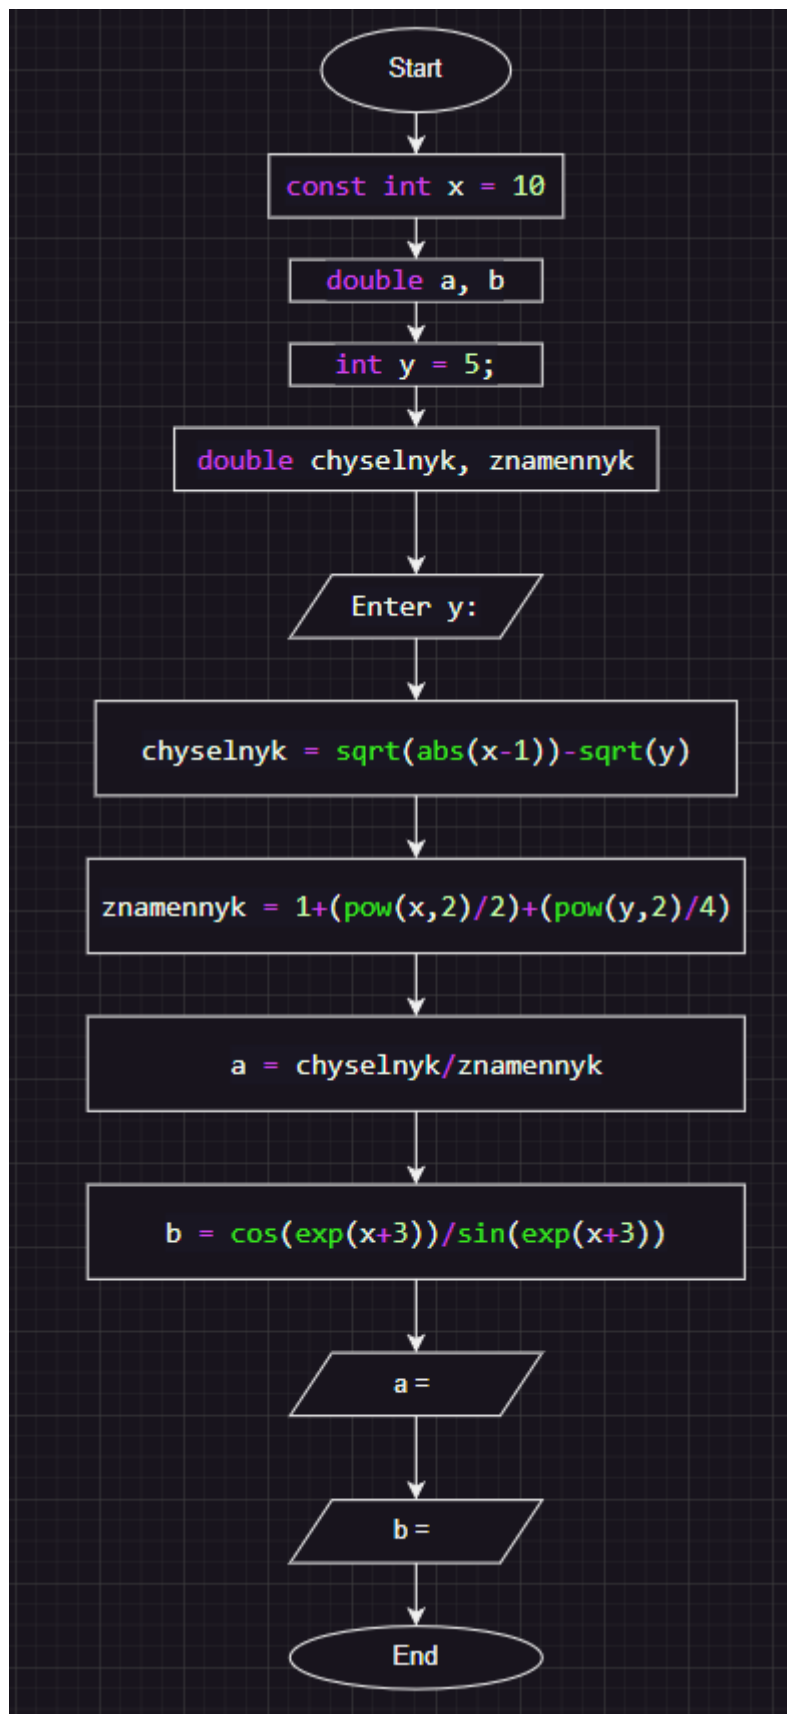 Start
const int x = 10
double a, b
int y = 5;
double chyselnyk, znamennyk
Enter y:
chyselnyk = sqrt(abs(x-1))-sqrt(y)
znamennyk = 1+(pow(x,2)/2)+(pow(y,2)/4)
a = chyselnyk/znamennyk
b = cos(exp(x+3))/sin(exp(x+3))
a =
b =
End